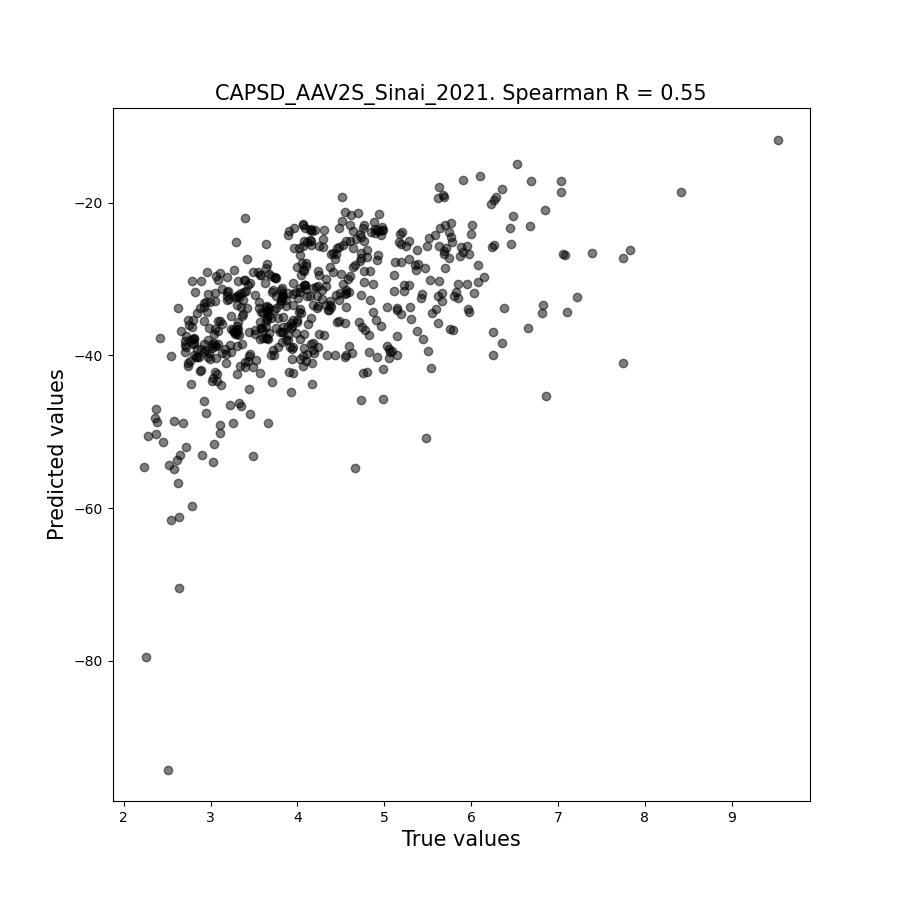 CAPSD_AAV2S_Sinai_2021. Spearman R = 0.55
Predicted values
−20
−40
−60
−80
2 3 4 5 6 7 8 9
True values